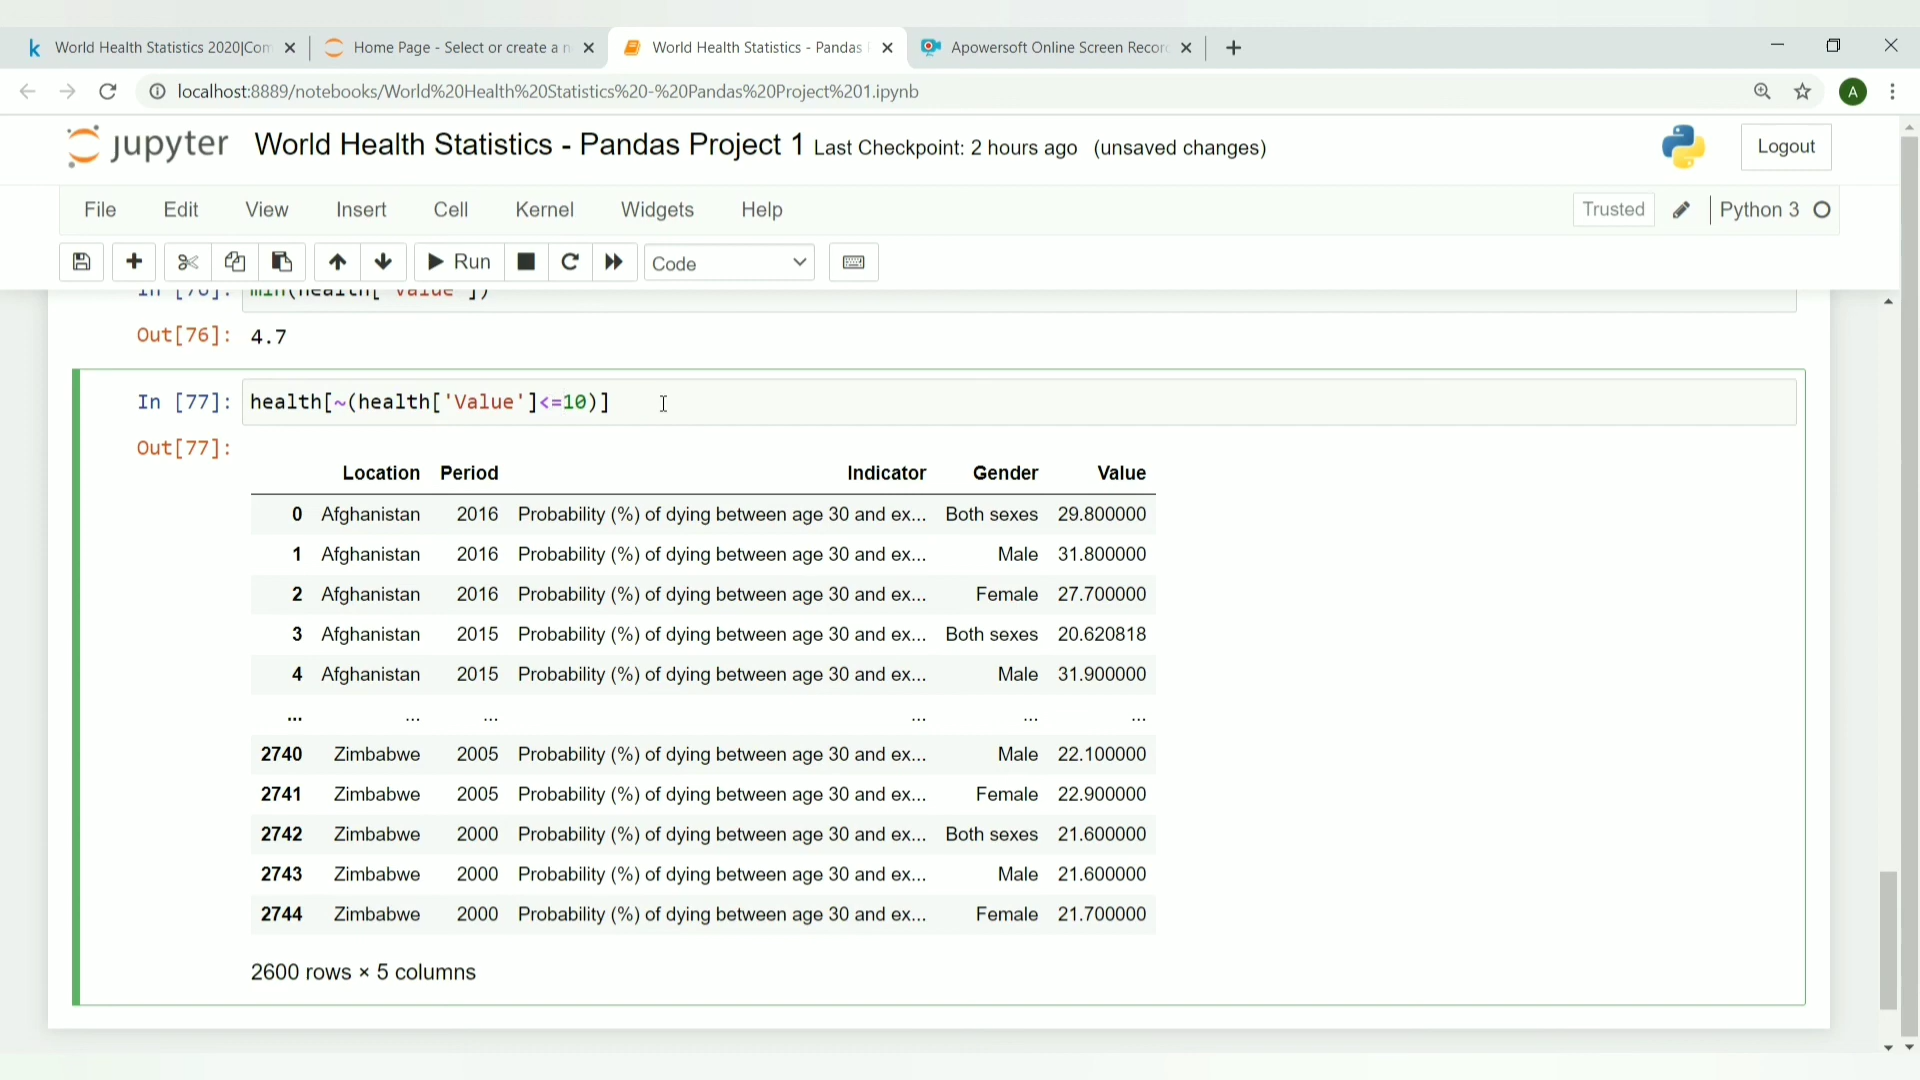 World Health Statistics 2020|Com
Home Page - Select or create a n
World Health Statistics - Pandas
Apowersoft Online Screen Recor
localhost:8889/notebooks/World%20Health%20Statistics%20-%20Pandas%20Project%201.ipynb
A
jupyter World Health Statistics - Pandas Project 1 Last Checkpoint: 2 hours ago (unsaved changes)
Logout
File Edit View Insert Cell Kernel Widgets Help Trusted Python 3
Run Code
In [76]: min(health['Value'])
Out[76]: 4.7
In [77]: health[~(health['Value']<=10)]
Out[77]:
Location Period Indicator Gender Value
0 Afghanistan 2016 Probability (%) of dying between age 30 and ex... Both sexes 29.800000
1 Afghanistan 2016 Probability (%) of dying between age 30 and ex... Male 31.800000
2 Afghanistan 2016 Probability (%) of dying between age 30 and ex... Female 27.700000
3 Afghanistan 2015 Probability (%) of dying between age 30 and ex... Both sexes 20.620818
4 Afghanistan 2015 Probability (%) of dying between age 30 and ex... Male 31.900000
... ... ... ... ... ...
2740 Zimbabwe 2005 Probability (%) of dying between age 30 and ex... Male 22.100000
2741 Zimbabwe 2005 Probability (%) of dying between age 30 and ex... Female 22.900000
2742 Zimbabwe 2000 Probability (%) of dying between age 30 and ex... Both sexes 21.600000
2743 Zimbabwe 2000 Probability (%) of dying between age 30 and ex... Male 21.600000
2744 Zimbabwe 2000 Probability (%) of dying between age 30 and ex... Female 21.700000
2600 rows × 5 columns